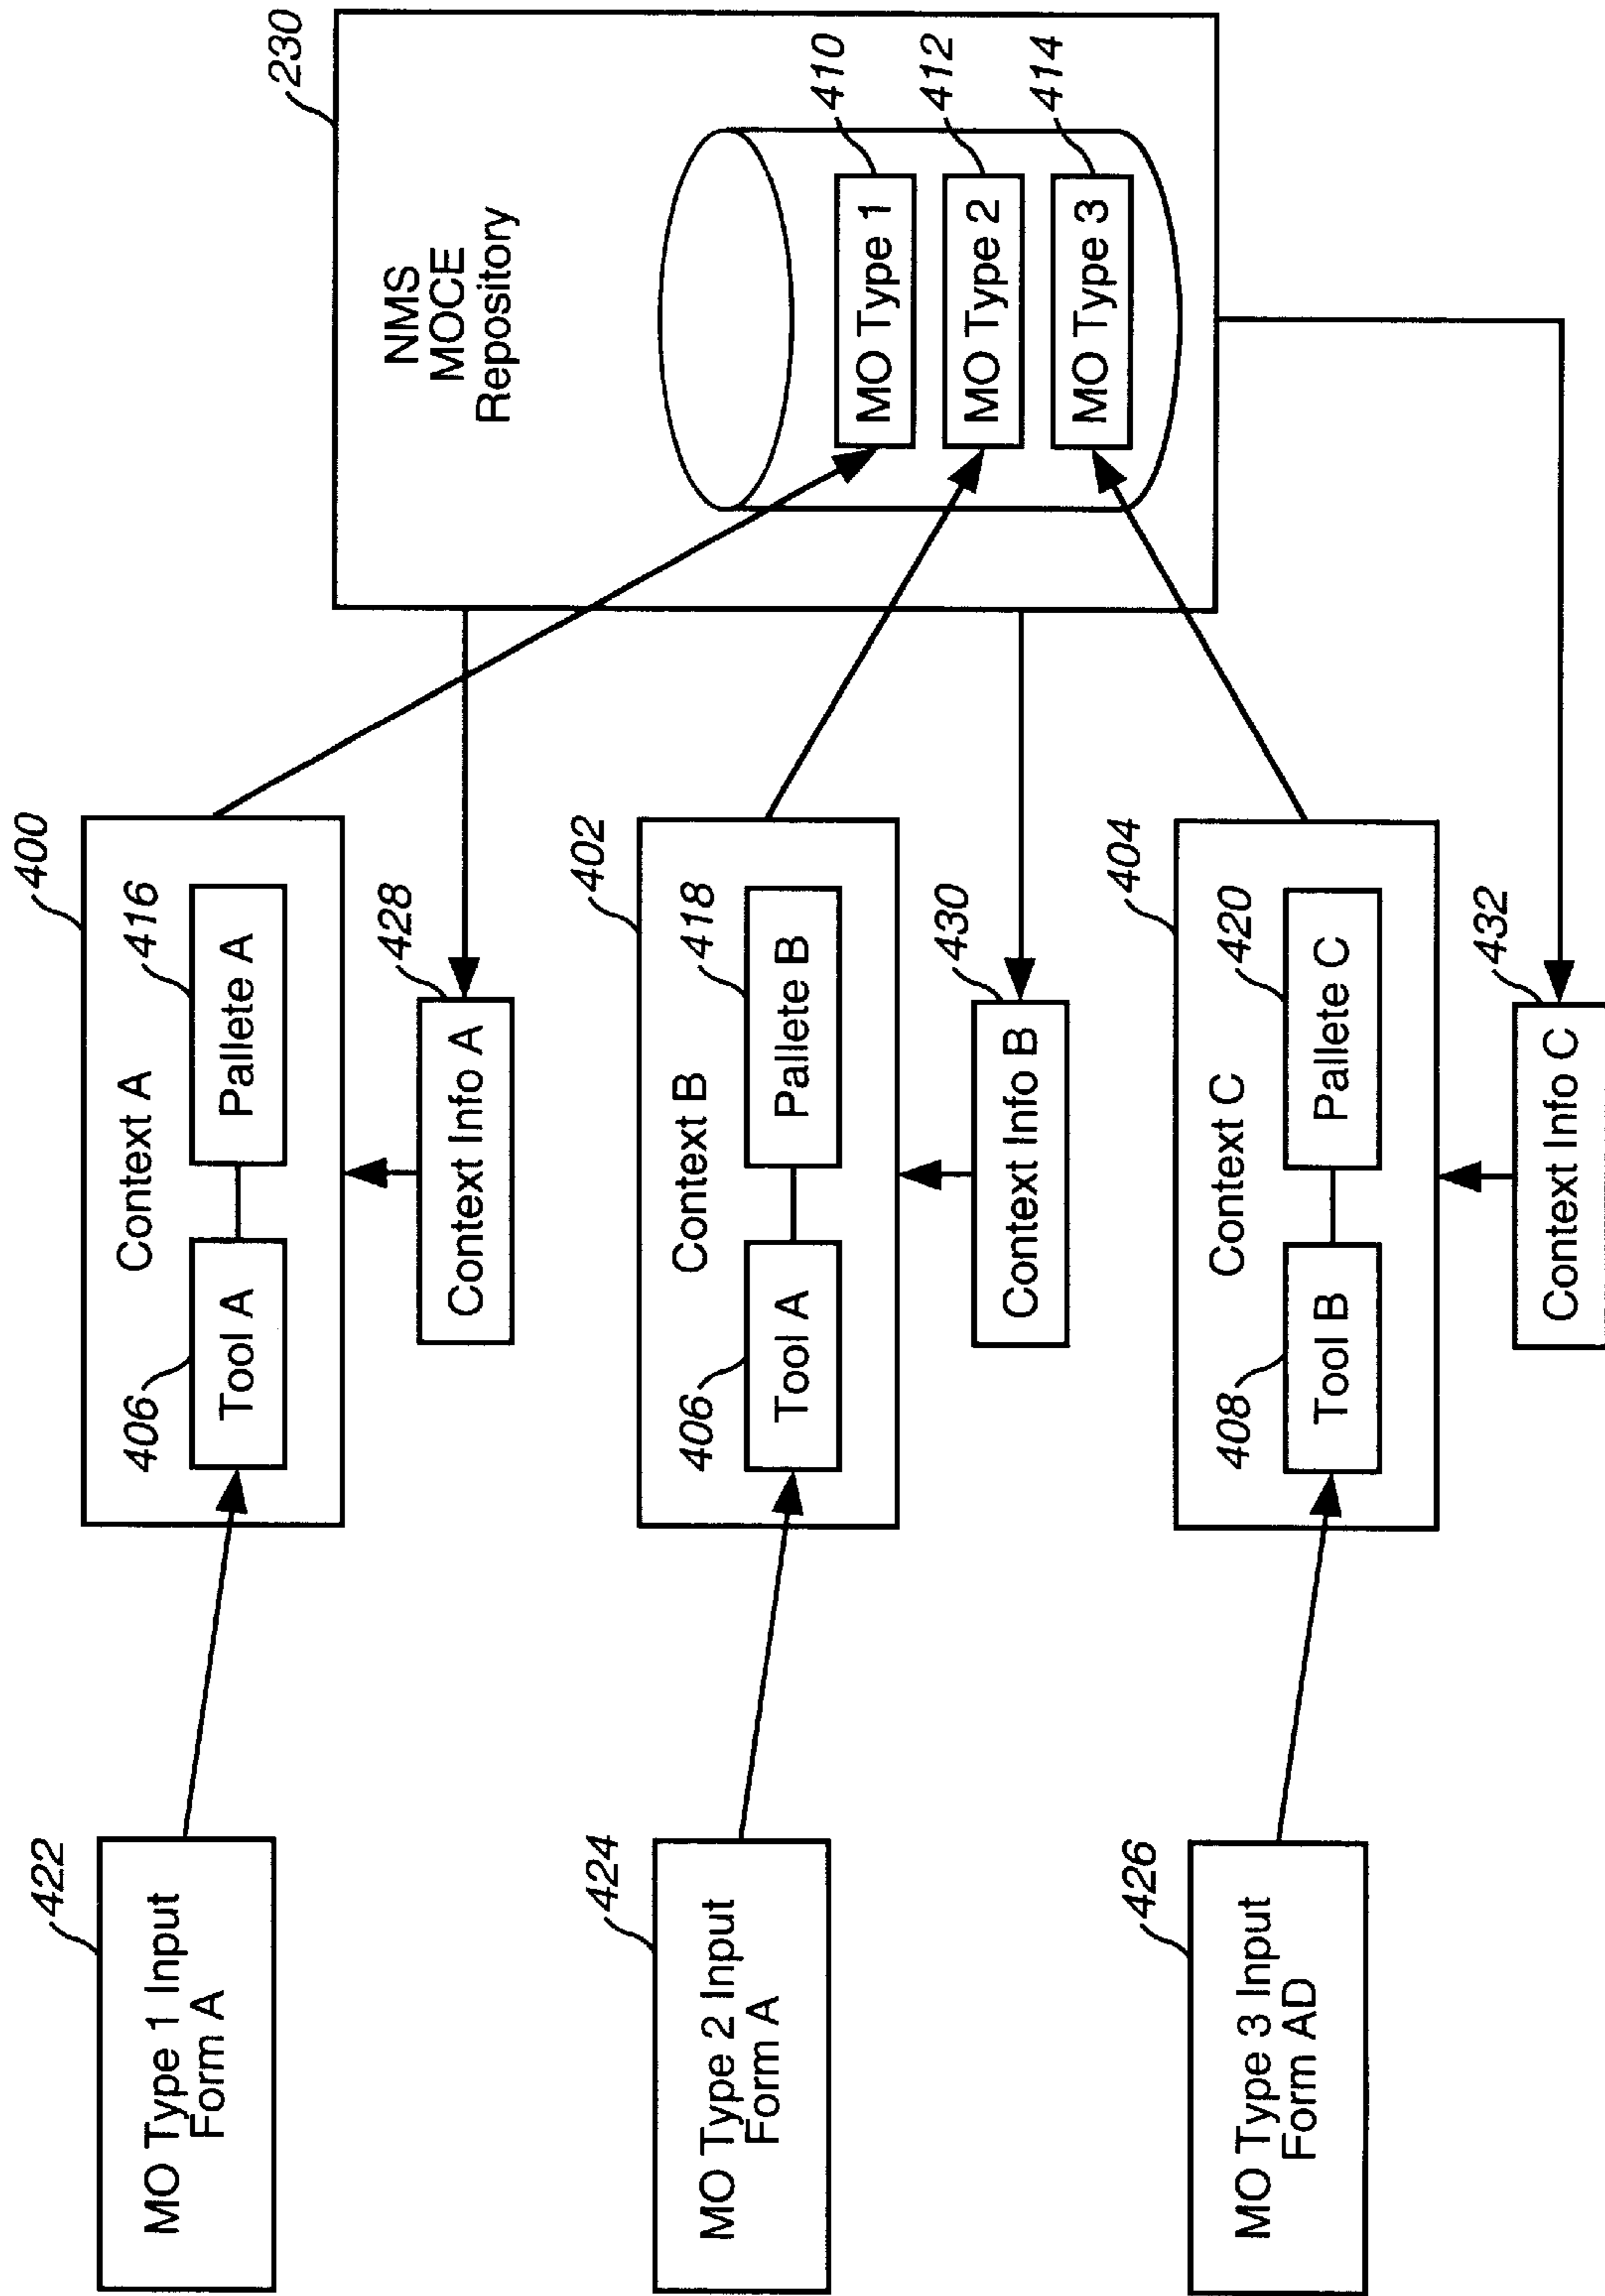 422
MO Type 1 Input
Form A
400
Context A
406
Tool A
416
Pallete A
428
Context Info A
424
MO Type 2 Input
Form A
402
Context B
406
Tool A
418
Pallete B
430
Context Info B
426
MO Type 3 Input
Form AD
404
Context C
408
Tool B
420
Pallete C
432
Context Info C
230
NMS
MOCE
Repository
410
MO Type 1
412
MO Type 2
414
MO Type 3